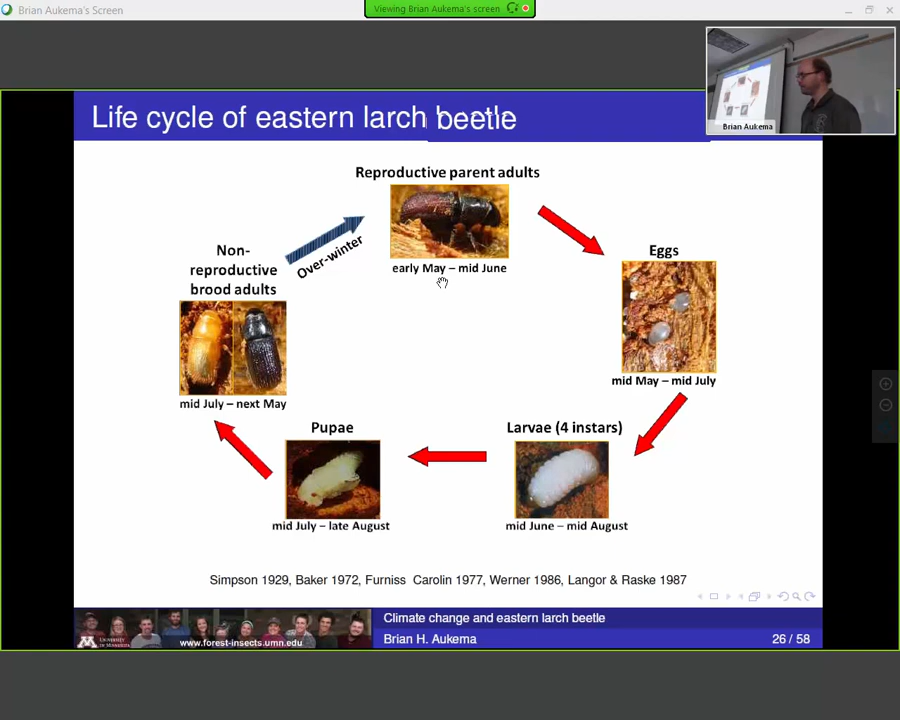 Brian Aukema's Screen
Viewing Brian Aukema's screen
Brian Aukema
Life cycle of eastern larch beetle
Reproductive parent adults
early May – mid June
Over-winter
Non-
reproductive
brood adults
mid July – next May
Eggs
mid May – mid July
Pupae
mid July – late August
Larvae (4 instars)
mid June – mid August
Simpson 1929, Baker 1972, Furniss Carolin 1977, Werner 1986, Langor & Raske 1987
M
UNIVERSITY
OF MINNESOTA
www.forest-insects.umn.edu
Climate change and eastern larch beetle
Brian H. Aukema
26 / 58